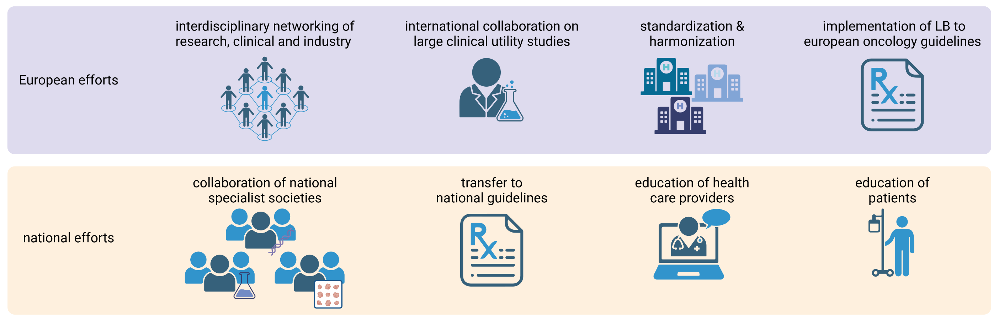 European efforts
interdisciplinary networking of
research, clinical and industry
international collaboration on
large clinical utility studies
standardization &
harmonization
H
H
H
implementation of LB to
european oncology guidelines
Rx
national efforts
collaboration of national
specialist societies
transfer to
national guidelines
Rx
education of health
care providers
education of
patients